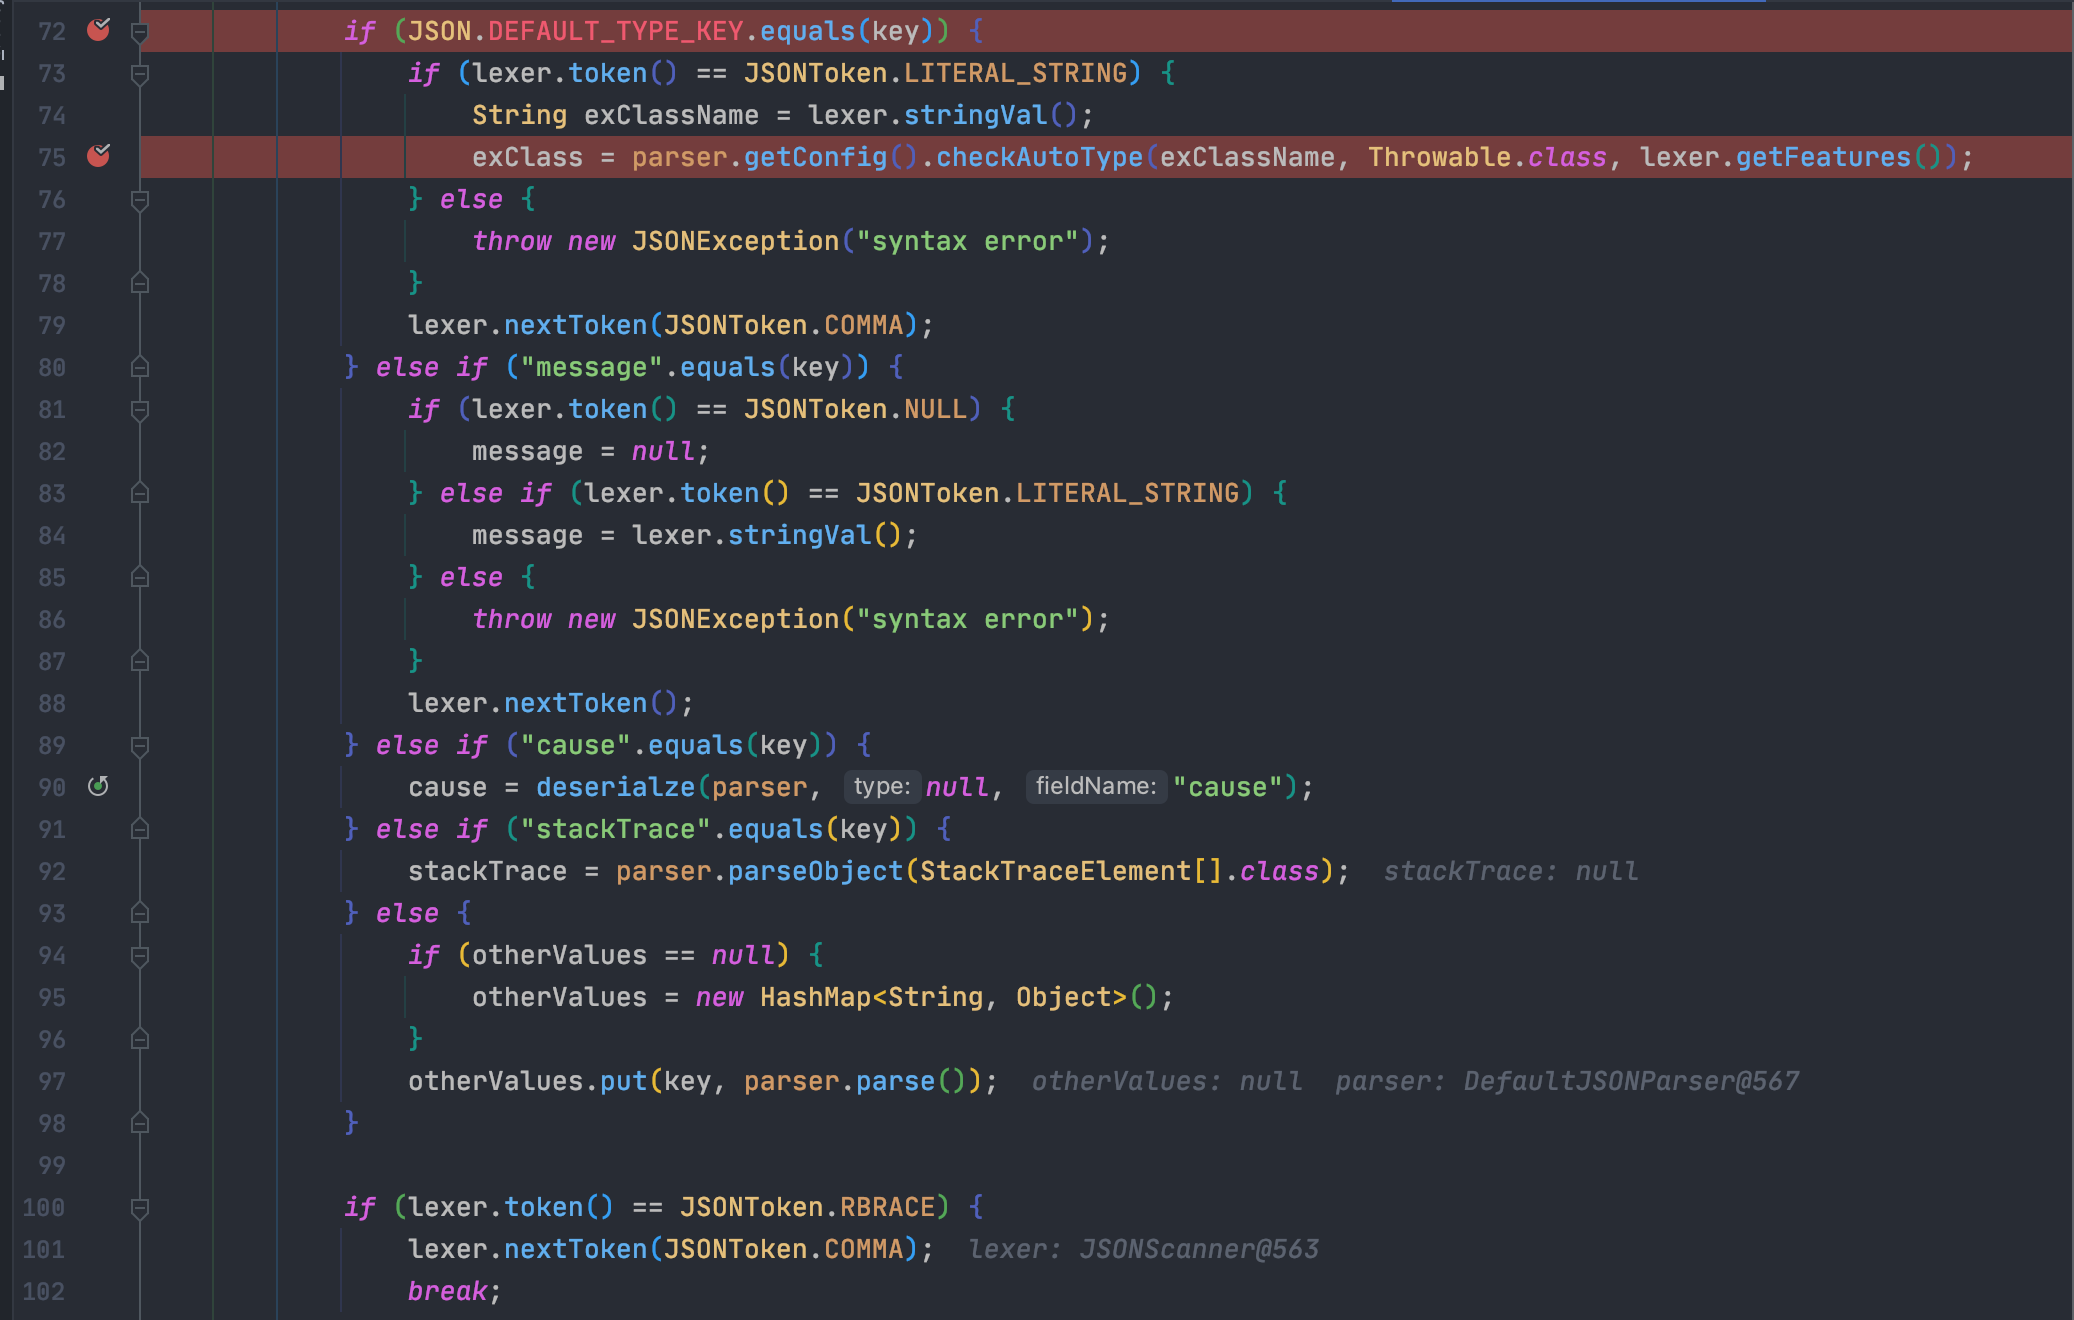 72 if (JSON.DEFAULT_TYPE_KEY.equals(key)) {
73 if (lexer.token() == JSONToken.LITERAL_STRING) {
74 String exClassName = lexer.stringVal();
75 exClass = parser.getConfig().checkAutoType(exClassName, Throwable.class, lexer.getFeatures());
76 } else {
77 throw new JSONException("syntax error");
78 }
79 lexer.nextToken(JSONToken.COMMA);
80 } else if ("message".equals(key)) {
81 if (lexer.token() == JSONToken.NULL) {
82 message = null;
83 } else if (lexer.token() == JSONToken.LITERAL_STRING) {
84 message = lexer.stringVal();
85 } else {
86 throw new JSONException("syntax error");
87 }
88 lexer.nextToken();
89 } else if ("cause".equals(key)) {
90 cause = deserialze(parser, type: null, fieldName: "cause");
91 } else if ("stackTrace".equals(key)) {
92 stackTrace = parser.parseObject(StackTraceElement[].class); stackTrace: null
93 } else {
94 if (otherValues == null) {
95 otherValues = new HashMap<String, Object>();
96 }
97 otherValues.put(key, parser.parse()); otherValues: null parser: DefaultJSONParser@567
98 }
99
100 if (lexer.token() == JSONToken.RBRACE) {
101 lexer.nextToken(JSONToken.COMMA); lexer: JSONScanner@563
102 break;